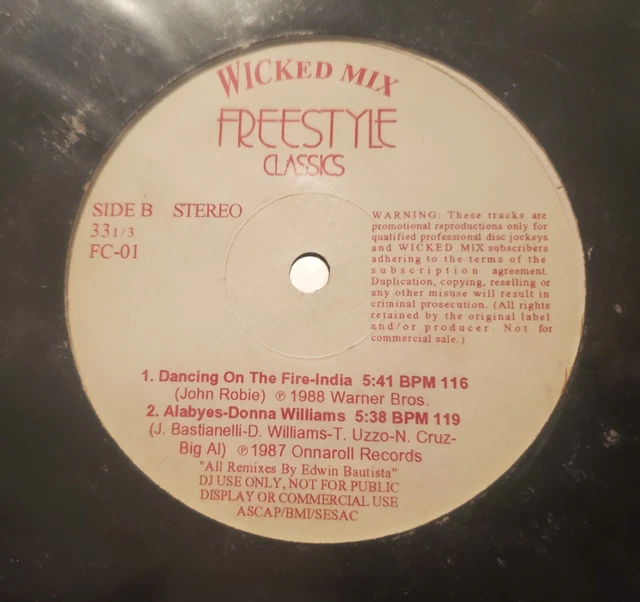 WICKED MIX
FREESTYLE
CLASSICS
SIDE B STEREO
33 1/3
FC-01
WARNING: These tracks are
promotional reproductions only for
qualified professional disc jockeys
and WICKED MIX subscribers
adhering to the terms of the
subscription agreement.
Duplication, copying, reselling or
any other misuse will result in
criminal prosecution. (All rights
retained by the original label
and/or producer. Not for
commercial sale.)
1. Dancing On The Fire-India 5:41 BPM 116
(John Robie) ℗ 1988 Warner Bros.
2. Alabyes-Donna Williams 5:38 BPM 119
(J. Bastianelli-D. Williams-T. Uzzo-N. Cruz-
Big Al) ℗ 1987 Onnaroll Records
"All Remixes By Edwin Bautista"
DJ USE ONLY, NOT FOR PUBLIC
DISPLAY OR COMMERCIAL USE
ASCAP/BMI/SESAC